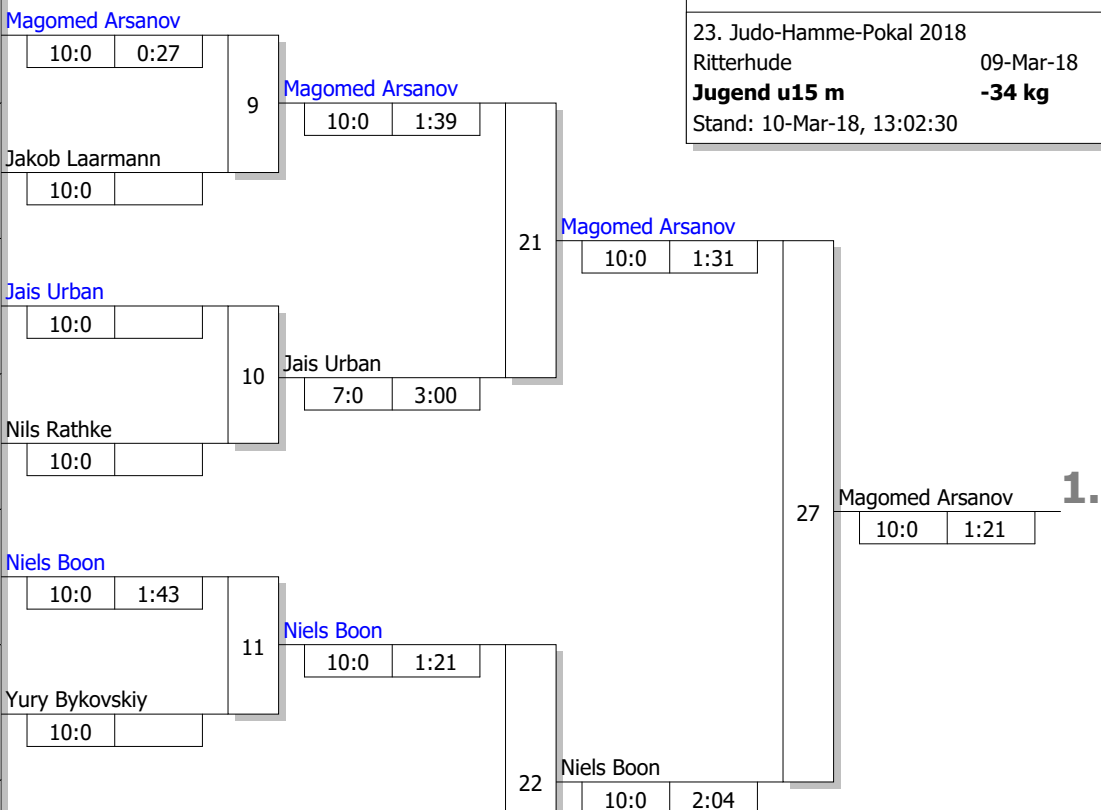 23. Judo-Hamme-Pokal 2018
Ritterhude 09-Mar-18
Jugend u15 m -34 kg
Stand: 10-Mar-18, 13:02:30
Magomed Arsanov
10:0 0:27
9
Jakob Laarmann
10:0
Jais Urban
10:0
10
Nils Rathke
10:0
Niels Boon
10:0 1:43
11
Yury Bykovskiy
10:0
Magomed Arsanov
10:0 1:39
21
Jais Urban
7:0 3:00
Niels Boon
10:0 1:21
22
Magomed Arsanov
10:0 1:31
27
Niels Boon
10:0 2:04
Magomed Arsanov 1.
10:0 1:21